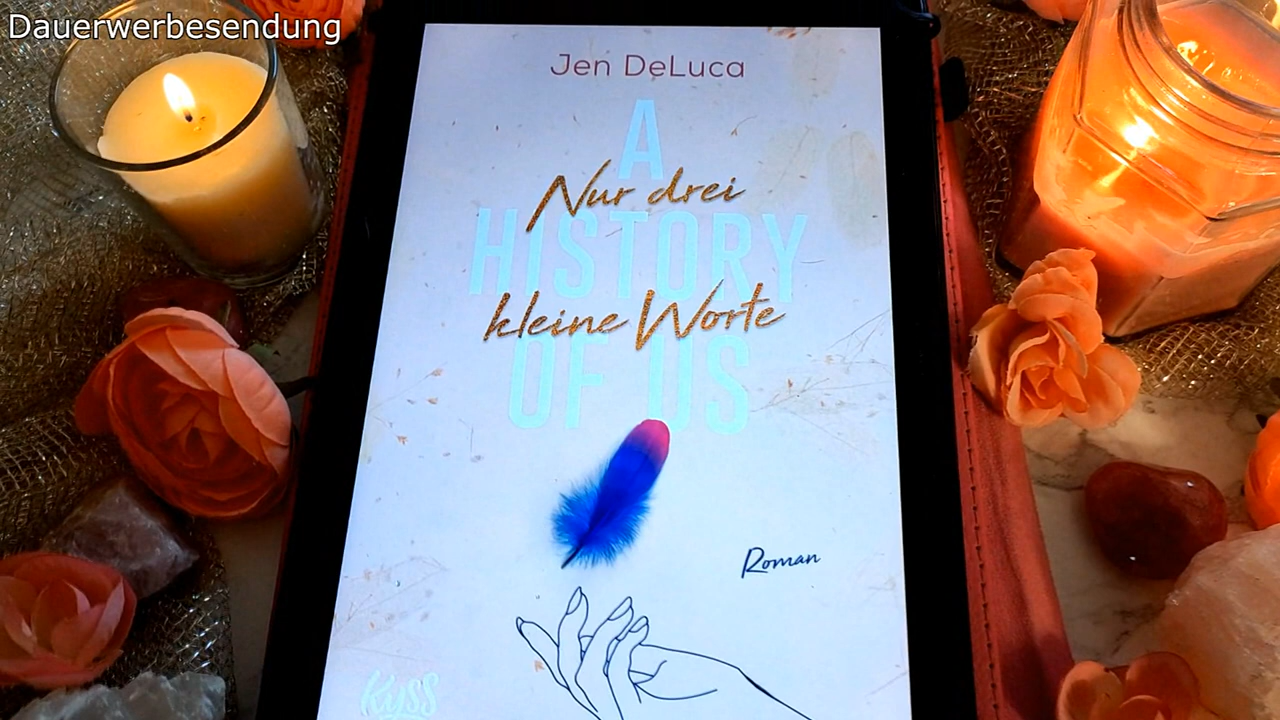 Dauerwerbesendung
Jen DeLuca
A
Nur drei
HISTORY
kleine Worte
OF US
Roman
KYSS